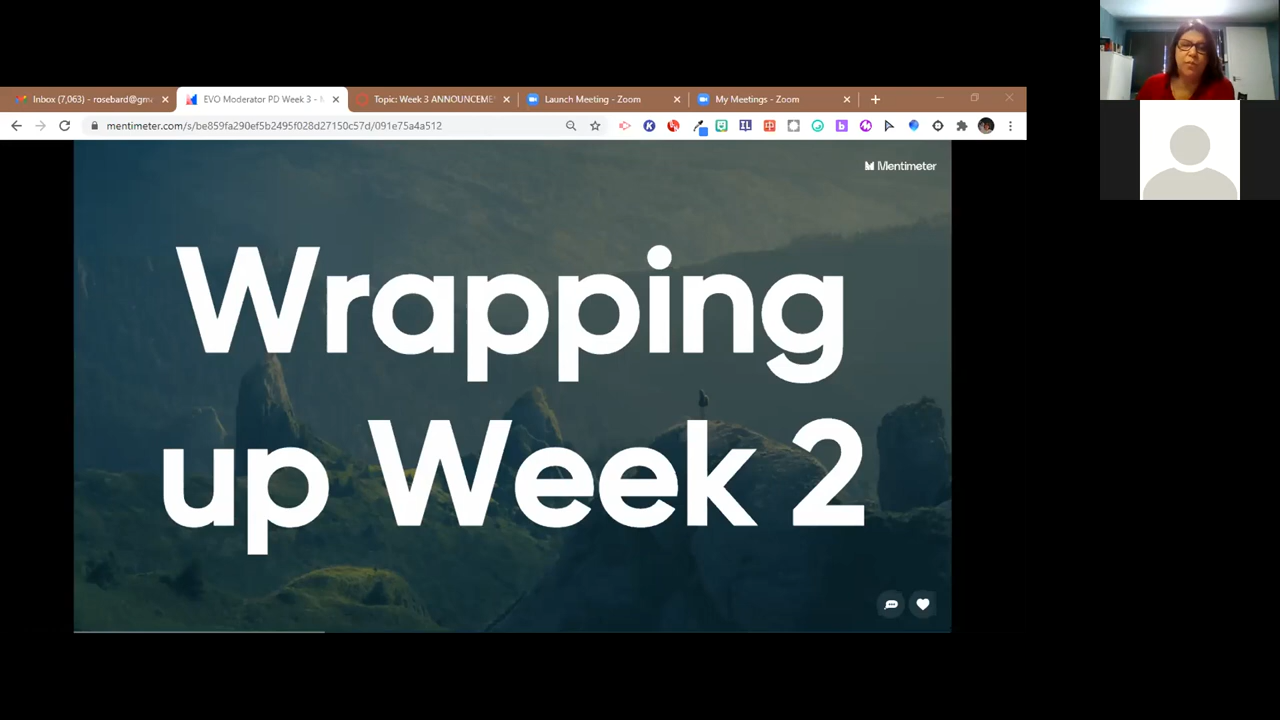 Inbox (7,063) - rosebard@gma
EVO Moderator PD Week 3 - M
Topic: Week 3 ANNOUNCEME
Launch Meeting - Zoom
My Meetings - Zoom
mentimeter.com/s/be859fa290ef5b2495f028d27150c57d/091e75a4a512
Mentimeter
Wrapping
up Week 2